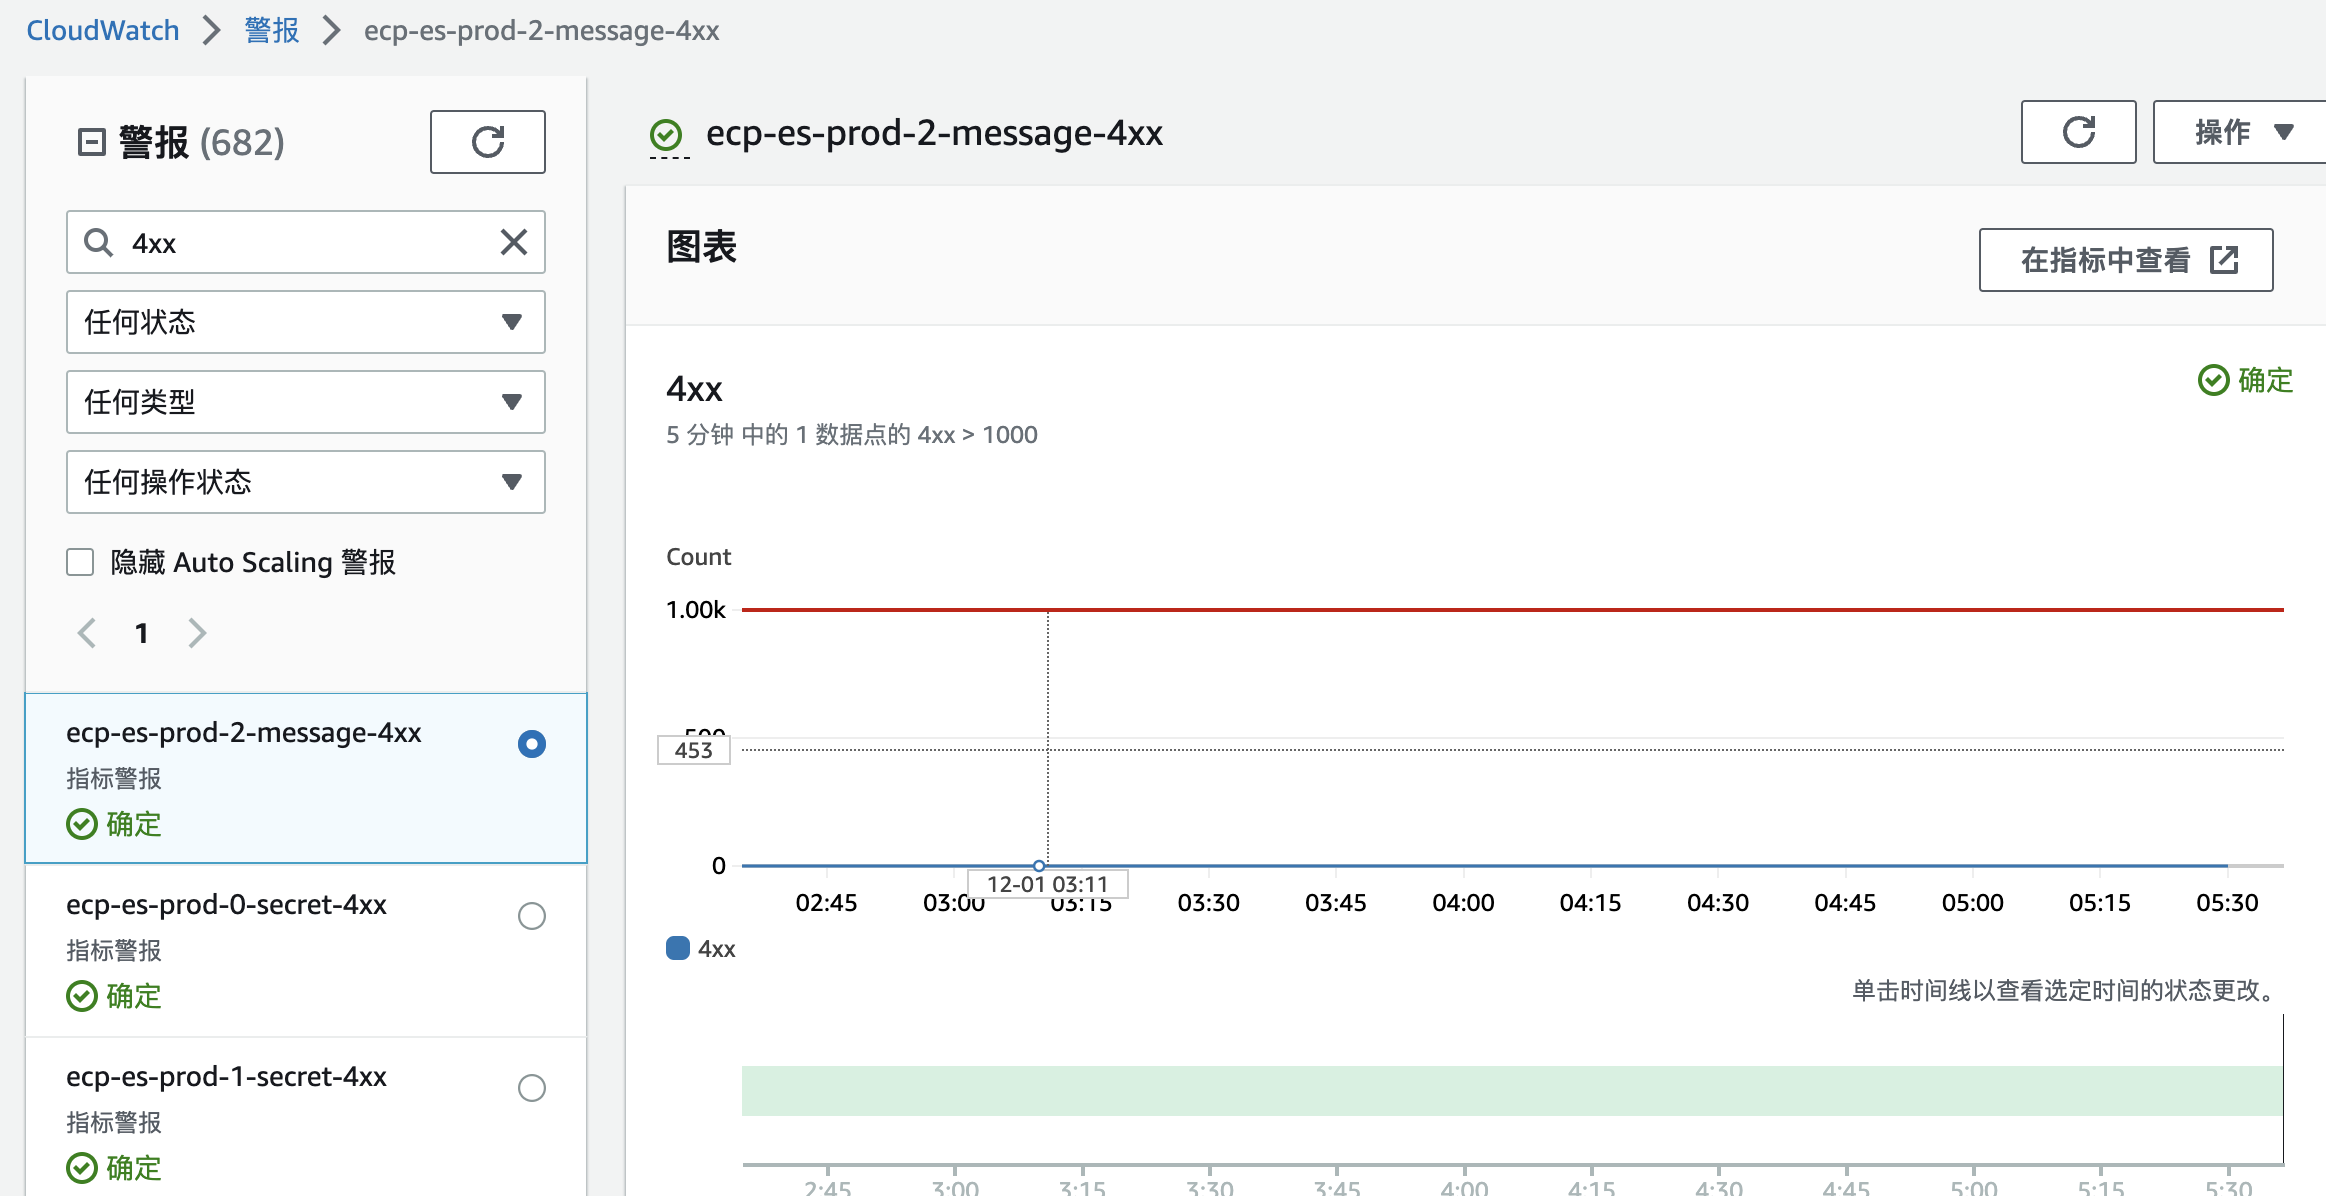 CloudWatch > 警报 > ecp-es-prod-2-message-4xx
警报 (682)
4xx
任何状态
任何类型
任何操作状态
隐藏 Auto Scaling 警报
1
ecp-es-prod-2-message-4xx
指标警报
确定
ecp-es-prod-0-secret-4xx
指标警报
确定
ecp-es-prod-1-secret-4xx
指标警报
确定
ecp-es-prod-2-message-4xx
操作
图表
在指标中查看
4xx
确定
5 分钟 中的 1 数据点的 4xx > 1000
Count
1.00k
500
453
0
12-01 03:11
02:45 03:00 03:15 03:30 03:45 04:00 04:15 04:30 04:45 05:00 05:15 05:30
4xx
单击时间线以查看选定时间的状态更改。
2:45 3:00 3:15 3:30 3:45 4:00 4:15 4:30 4:45 5:00 5:15 5:30